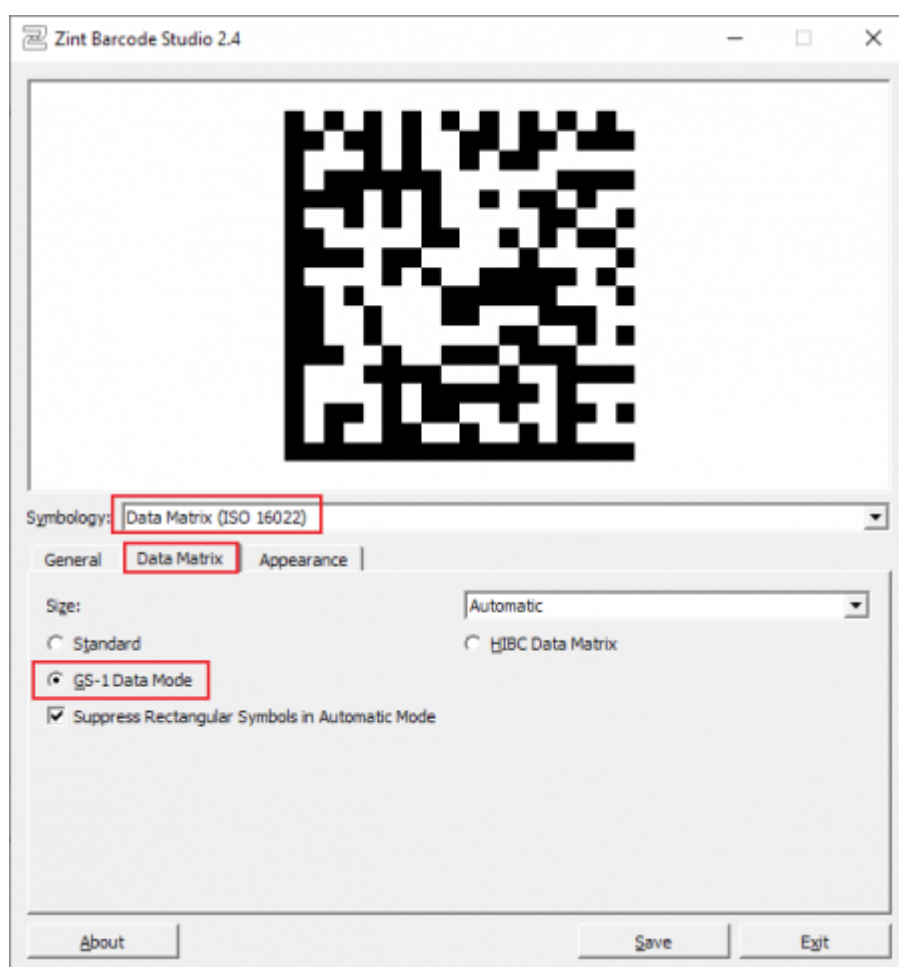 Zint Barcode Studio 2.4
Symbology: Data Matrix (ISO 16022)
General Data Matrix Appearance
Size: Automatic
Standard HIBC Data Matrix
GS-1 Data Mode
Suppress Rectangular Symbols in Automatic Mode
About Save Exit